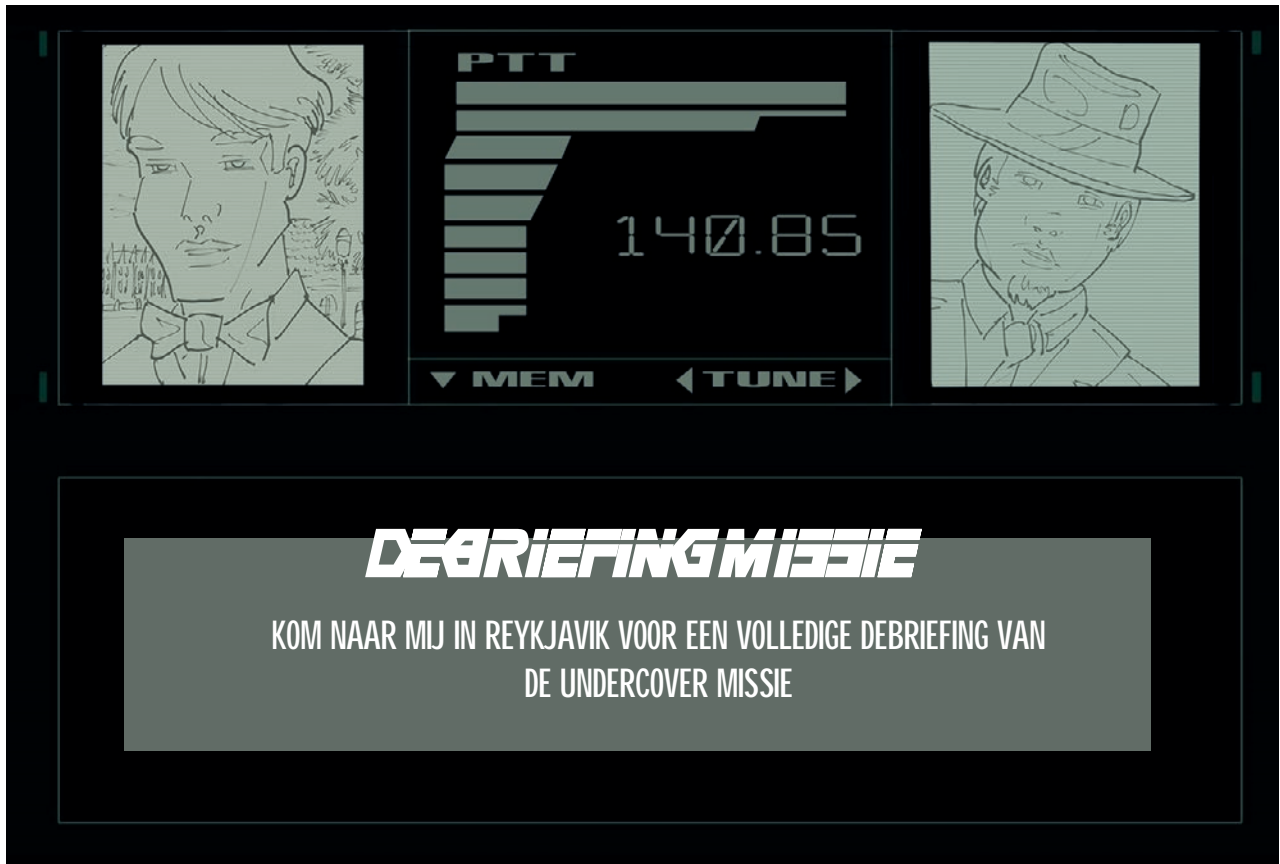 PTT
140.85
MEM
TUNE
DEBRIEFING MISSIE
KOM NAAR MIJ IN REYKJAVIK VOOR EEN VOLLEDIGE DEBRIEFING VAN
DE UNDERCOVER MISSIE